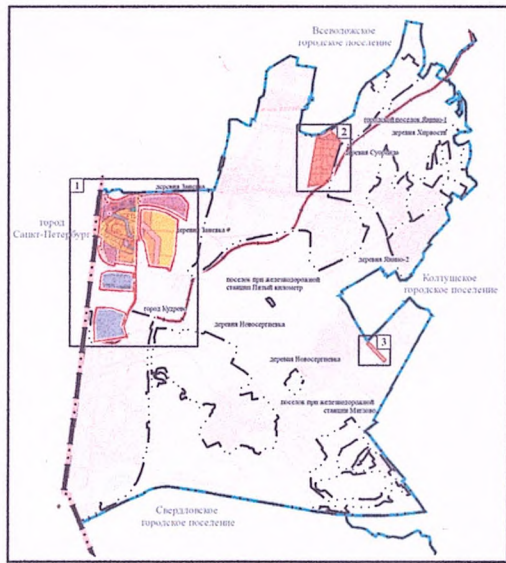 Всеволожское
городское поселение
городской поселок Янино-1
деревня Хирвости
2
деревня Суоранда
1
деревня Заневка
город
Санкт-Петербург
деревня Заневка #
деревня Янино-2
Колтушское
городское поселение
поселок при железнодорожной
станции Пятый километр
город Кудрово
деревня Новосергиевка
3
деревня Новосергиевка
поселок при железнодорожной
станции Мяглово
Свердловское
городское поселение